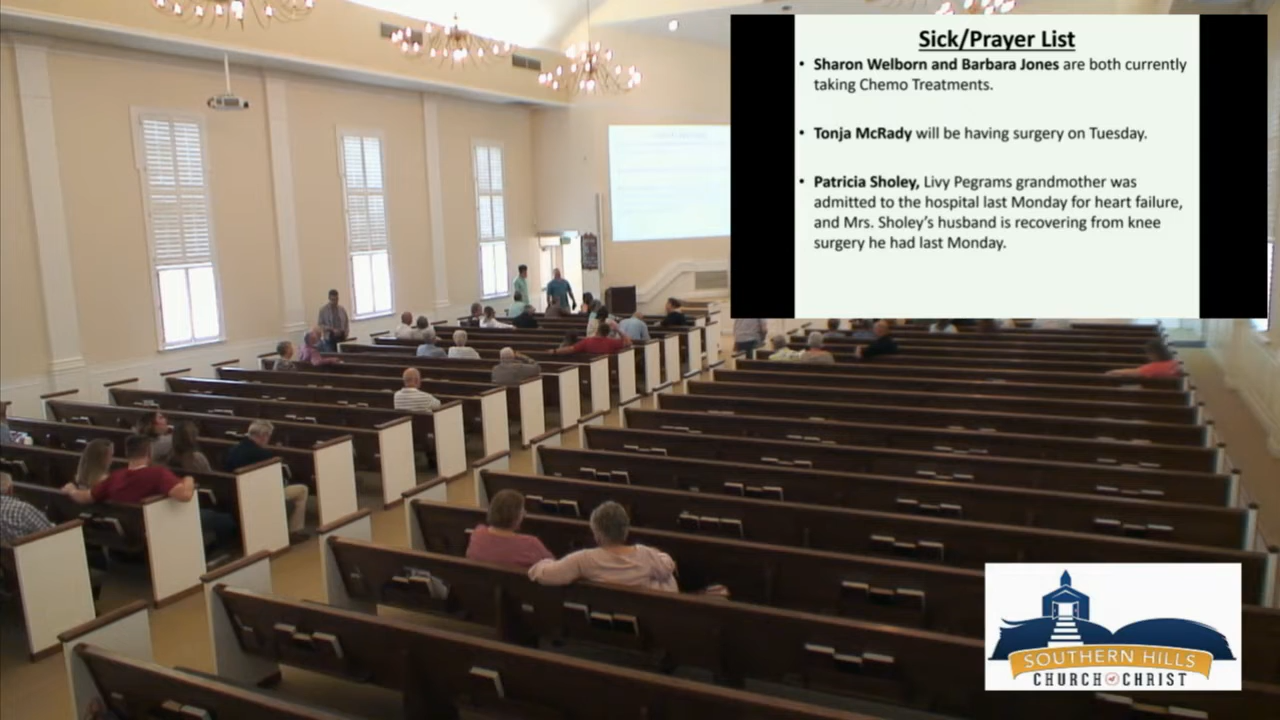 Sick/Prayer List
• Sharon Welborn and Barbara Jones are both currently
taking Chemo Treatments.
• Tonja McRady will be having surgery on Tuesday.
• Patricia Sholey, Livy Pegrams grandmother was
admitted to the hospital last Monday for heart failure,
and Mrs. Sholey's husband is recovering from knee
surgery he had last Monday.
SOUTHERN HILLS
CHURCH OF CHRIST